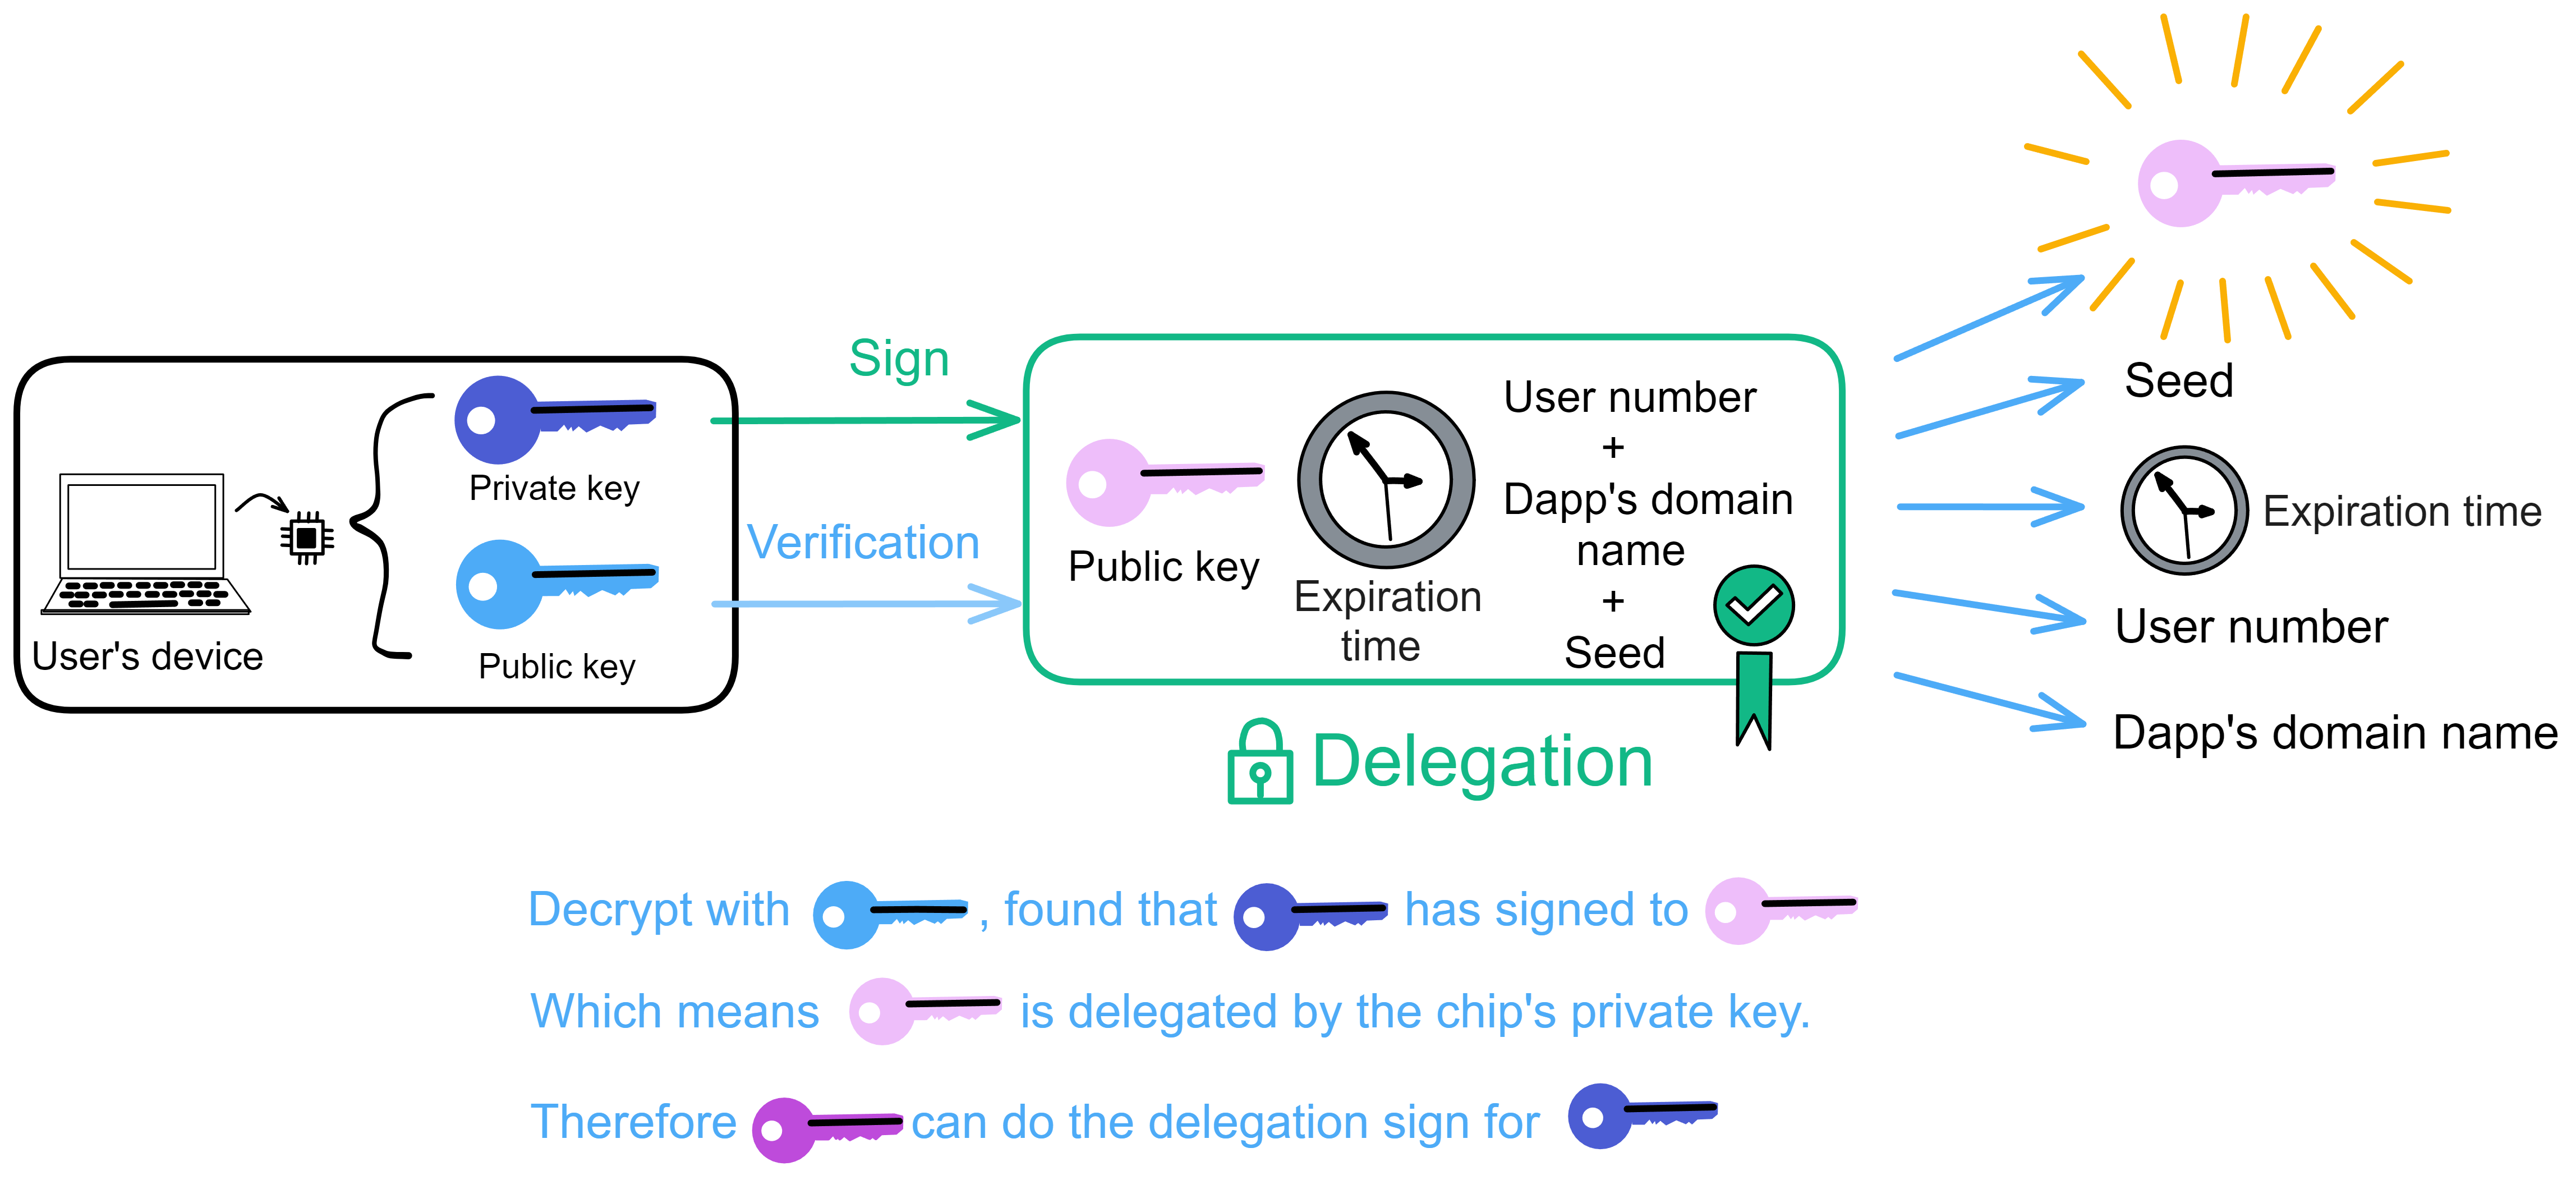 User's device
Private key
Public key
Sign
Verification
Public key
Expiration
time
User number
+
Dapp's domain
name
+
Seed
Delegation
Seed
Expiration time
User number
Dapp's domain name
Decrypt with , found that has signed to
Which means is delegated by the chip's private key.
Therefore can do the delegation sign for